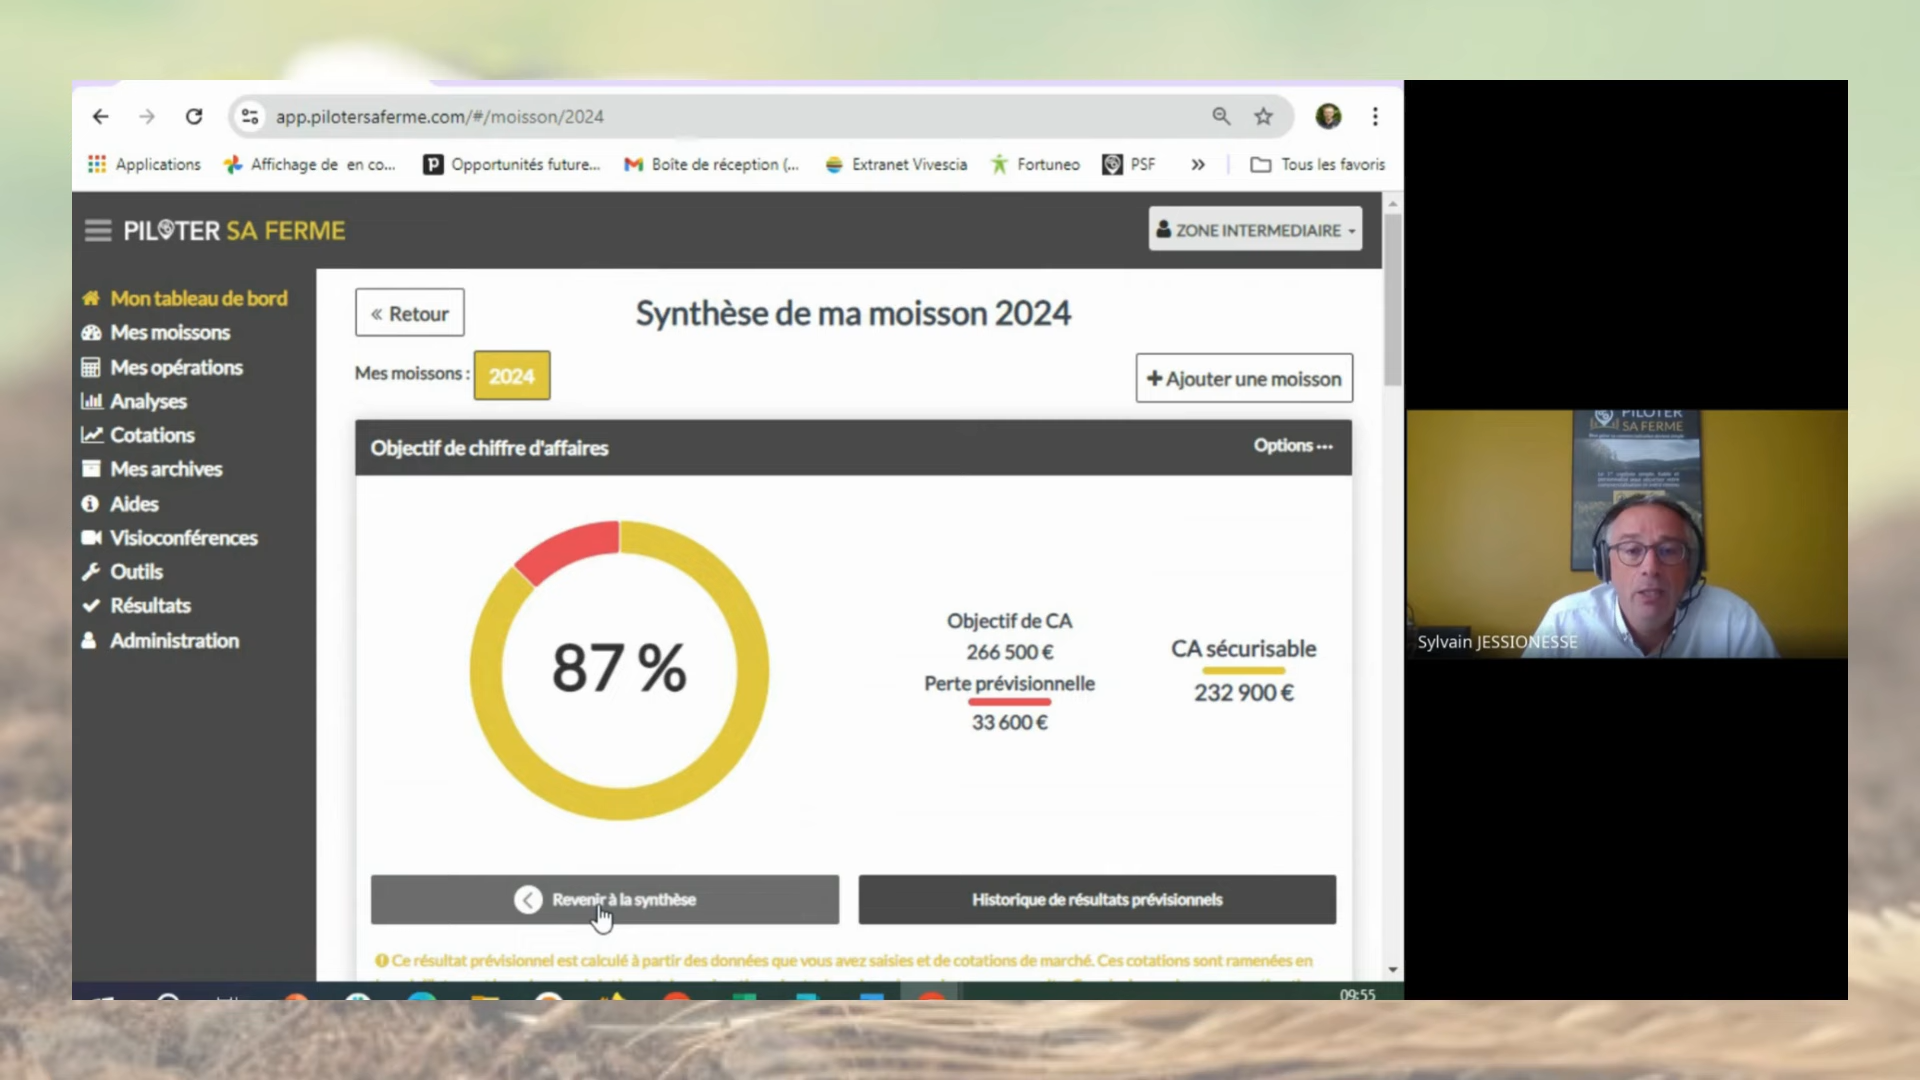 app.pilotersaferme.com/#/moisson/2024
Applications
Affichage de en co...
Opportunités future...
Boîte de réception (...
Extranet Vivescia
Fortuneo
PSF
Tous les favoris
PILOTER SA FERME
ZONE INTERMEDIAIRE
Mon tableau de bord
Mes moissons
Mes opérations
Analyses
Cotations
Mes archives
Aides
Visioconférences
Outils
Résultats
Administration
« Retour
Synthèse de ma moisson 2024
Mes moissons :
2024
+ Ajouter une moisson
Objectif de chiffre d'affaires
Options ...
87 %
Objectif de CA
266 500 €
Perte prévisionnelle
33 600 €
CA sécurisable
232 900 €
Revenir à la synthèse
Historique de résultats prévisionnels
Ce résultat prévisionnel est calculé à partir des données que vous avez saisies et de cotations de marché. Ces cotations sont ramenées en
09:55
PILOTER
SA FERME
Sylvain JESSIONESSE